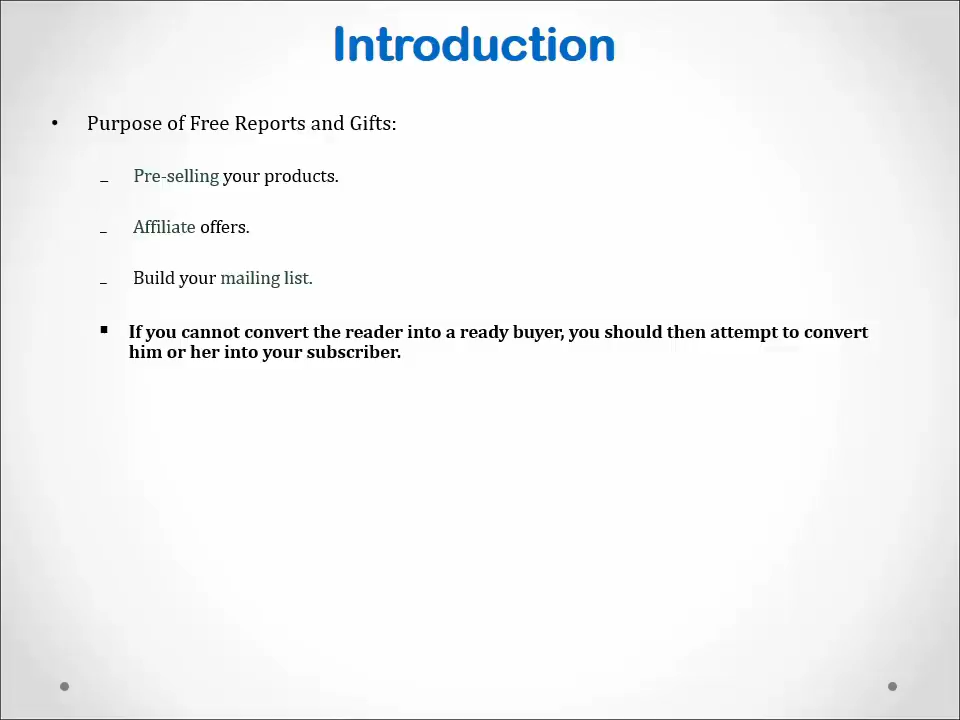 Introduction
• Purpose of Free Reports and Gifts:
– Pre-selling your products.
– Affiliate offers.
– Build your mailing list.
▪ If you cannot convert the reader into a ready buyer, you should then attempt to convert
him or her into your subscriber.